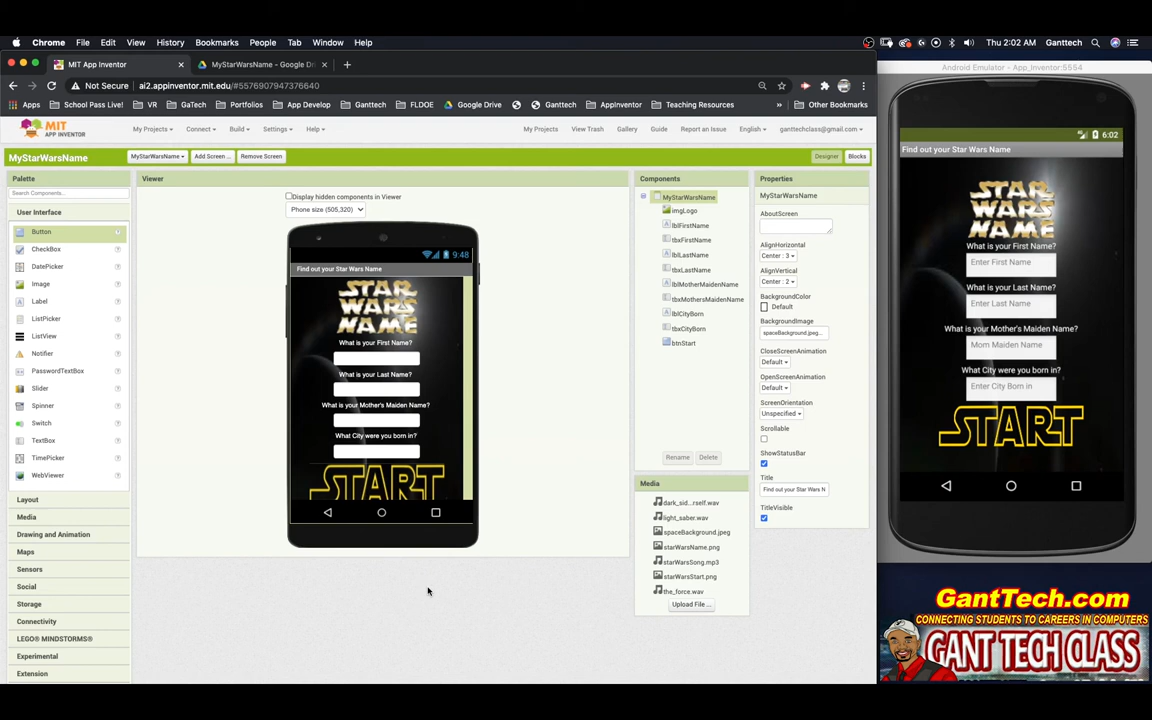 Chrome File Edit View History Bookmarks People Tab Window Help
Thu 2:02 AM Ganttech
MIT App Inventor
MyStarWarsName - Google Dri
Not Secure ai2.appinventor.mit.edu/#5576909747376640
Apps School Pass Live! VR GaTech Portfolios App Develop Ganttech FLDOE Google Drive Ganttech AppInventor Teaching Resources Other Bookmarks
MIT
APP INVENTOR
My Projects Connect Build Settings Help
My Projects View Trash Gallery Guide Report an Issue English ganttechclass@gmail.com
MyStarWarsName
MyStarWarsName Add Screen ... Remove Screen
Designer Blocks
Palette
Search Components...
User Interface
Button
CheckBox
DatePicker
Image
Label
ListPicker
ListView
Notifier
PasswordTextBox
Slider
Spinner
Switch
TextBox
TimePicker
WebViewer
Layout
Media
Drawing and Animation
Maps
Sensors
Social
Storage
Connectivity
LEGO® MINDSTORMS®
Experimental
Extension
Viewer
Display hidden components in Viewer
Phone size (505,320)
9:48
Find out your Star Wars Name
STAR
WARS
NAME
What is your First Name?
What is your Last Name?
What is your Mother's Maiden Name?
What City were you born in?
START
Components
MyStarWarsName
imgLogo
lblFirstName
tbxFirstName
lblLastName
tbxLastName
lblMotherMaidenName
tbxMothersMaidenName
lblCityBorn
tbxCityBorn
btnStart
Rename Delete
Media
dark_sid...rself.wav
light_saber.wav
spaceBackground.jpeg
starWarsName.png
starWarsSong.mp3
starWarsStart.png
the_force.wav
Upload File ...
Properties
MyStarWarsName
AboutScreen
AlignHorizontal
Center : 3
AlignVertical
Center : 2
BackgroundColor
Default
BackgroundImage
spaceBackground.jpeg...
CloseScreenAnimation
Default
OpenScreenAnimation
Default
ScreenOrientation
Unspecified
Scrollable
ShowStatusBar
Title
Find out your Star Wars N
TitleVisible
Android Emulator - App_Inventor:5554
6:02
Find out your Star Wars Name
STAR
WARS
NAME
What is your First Name?
Enter First Name
What is your Last Name?
Enter Last Name
What is your Mother's Maiden Name?
Mom Maiden Name
What City were you born in?
Enter City Born in
START
GantTech.com
CONNECTING STUDENTS TO CAREERS IN COMPUTERS
GANT TECH CLASS